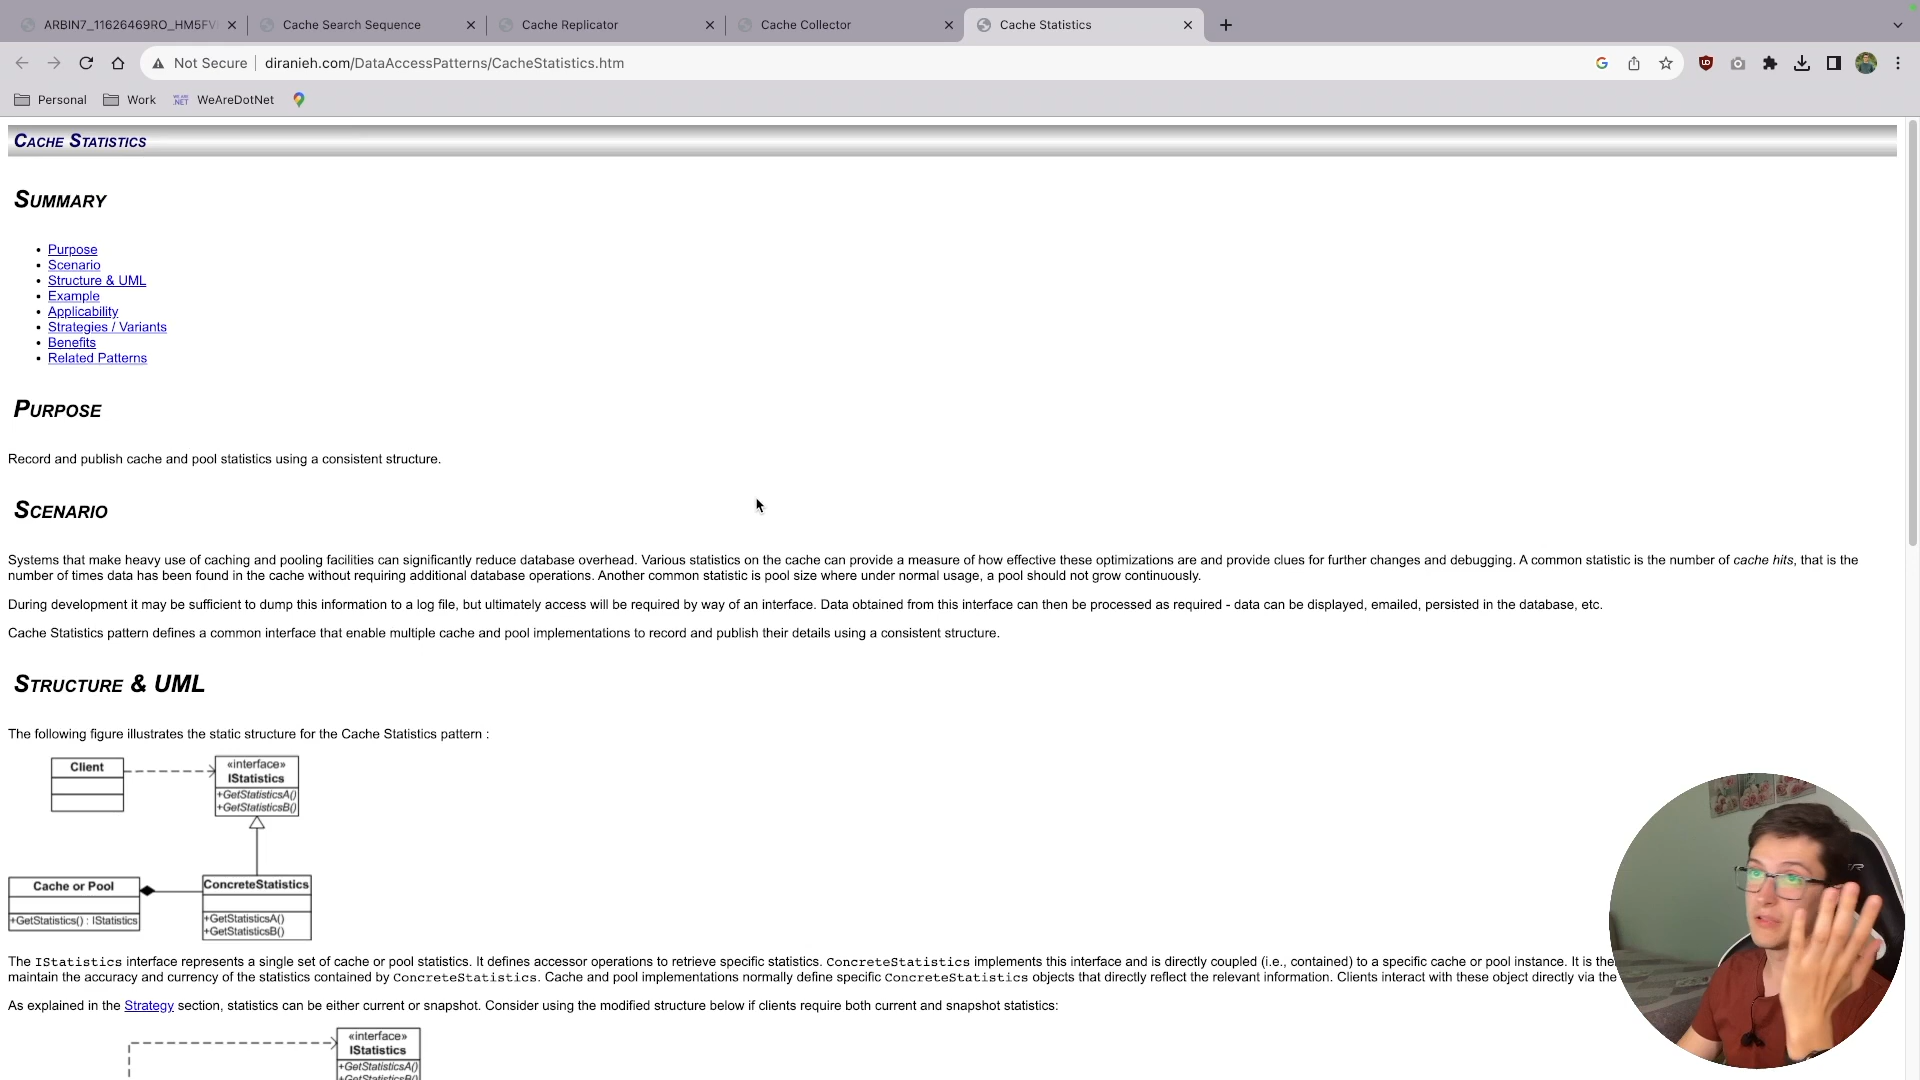 ARBIN7_11626469RO_HM5FV
Cache Search Sequence
Cache Replicator
Cache Collector
Cache Statistics
Not Secure
diranieh.com/DataAccessPatterns/CacheStatistics.htm
Personal
Work
WeAreDotNet
Cache Statistics
Summary
Purpose
Scenario
Structure & UML
Example
Applicability
Strategies / Variants
Benefits
Related Patterns
Purpose
Record and publish cache and pool statistics using a consistent structure.
Scenario
Systems that make heavy use of caching and pooling facilities can significantly reduce database overhead. Various statistics on the cache can provide a measure of how effective these optimizations are and provide clues for further changes and debugging. A common statistic is the number of cache hits, that is the
number of times data has been found in the cache without requiring additional database operations. Another common statistic is pool size where under normal usage, a pool should not grow continuously.
During development it may be sufficient to dump this information to a log file, but ultimately access will be required by way of an interface. Data obtained from this interface can then be processed as required - data can be displayed, emailed, persisted in the database, etc.
Cache Statistics pattern defines a common interface that enable multiple cache and pool implementations to record and publish their details using a consistent structure.
Structure & UML
The following figure illustrates the static structure for the Cache Statistics pattern :
Client
«interface»
IStatistics
+GetStatisticsA()
+GetStatisticsB()
Cache or Pool
+GetStatistics() : IStatistics
ConcreteStatistics
+GetStatisticsA()
+GetStatisticsB()
The IStatistics interface represents a single set of cache or pool statistics. It defines accessor operations to retrieve specific statistics. ConcreteStatistics implements this interface and is directly coupled (i.e., contained) to a specific cache or pool instance. It is the
maintain the accuracy and currency of the statistics contained by ConcreteStatistics. Cache and pool implementations normally define specific ConcreteStatistics objects that directly reflect the relevant information. Clients interact with these object directly via the
As explained in the Strategy section, statistics can be either current or snapshot. Consider using the modified structure below if clients require both current and snapshot statistics:
«interface»
IStatistics
+GetStatisticsA()
+GetStatisticsB()